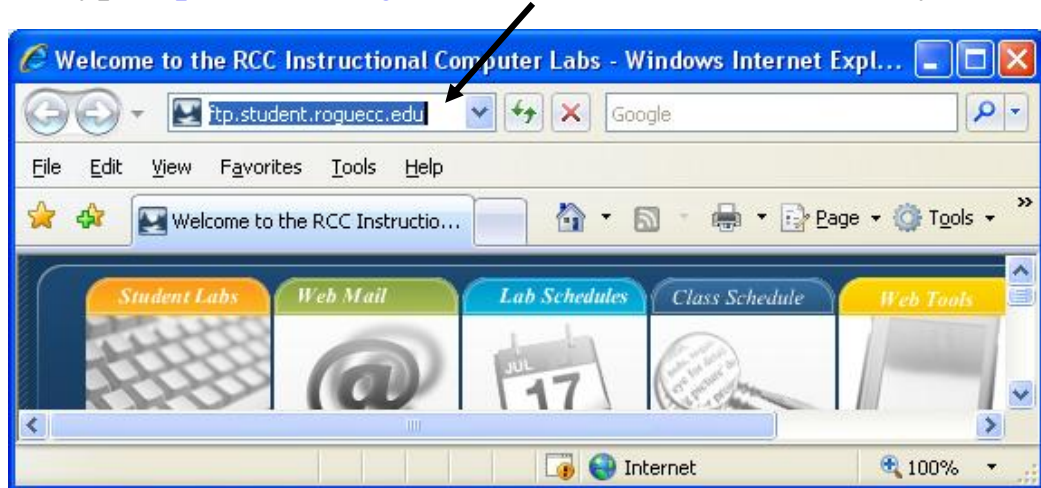 Welcome to the RCC Instructional Computer Labs - Windows Internet Expl...
ftp.student.roguecc.edu
Google
File Edit View Favorites Tools Help
Welcome to the RCC Instructio...
Page Tools »
Student Labs Web Mail Lab Schedules Class Schedule Web Tools
JUL
17
@
Internet 100%